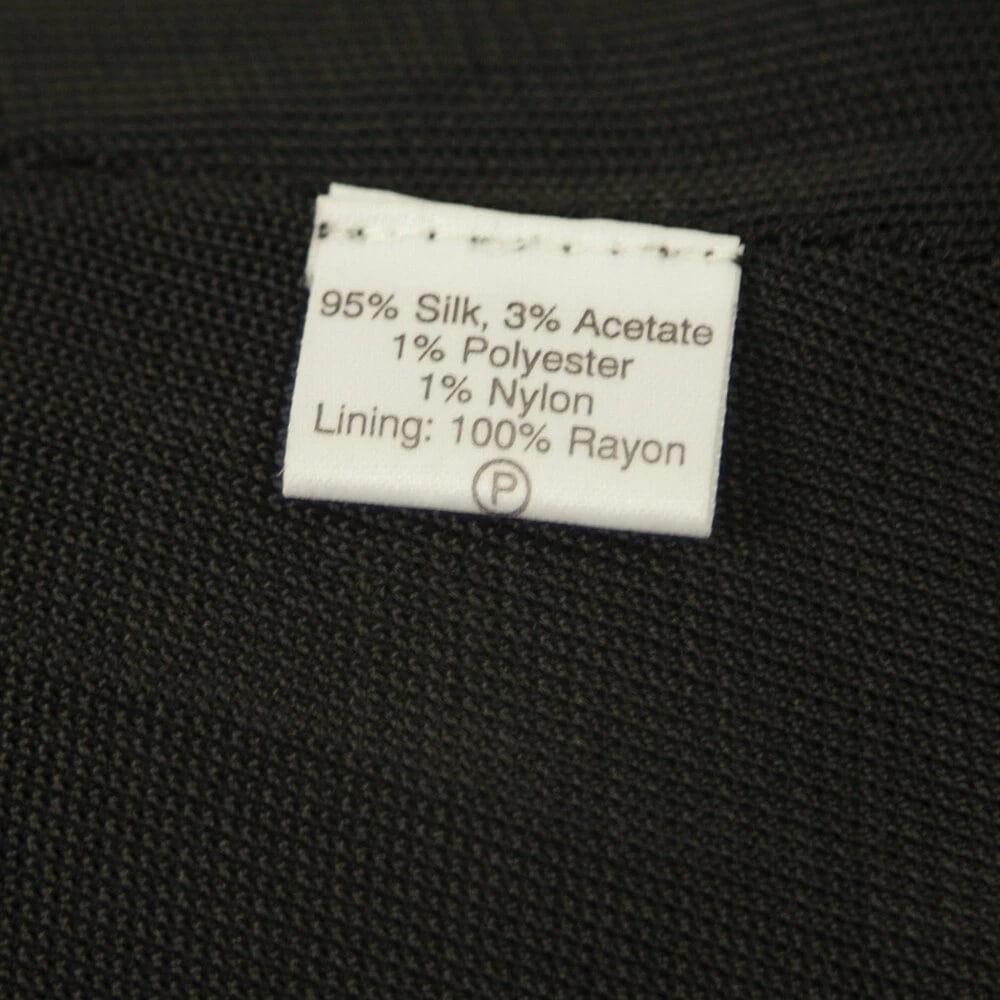 95% Silk, 3% Acetate
1% Polyester
1% Nylon
Lining: 100% Rayon
P